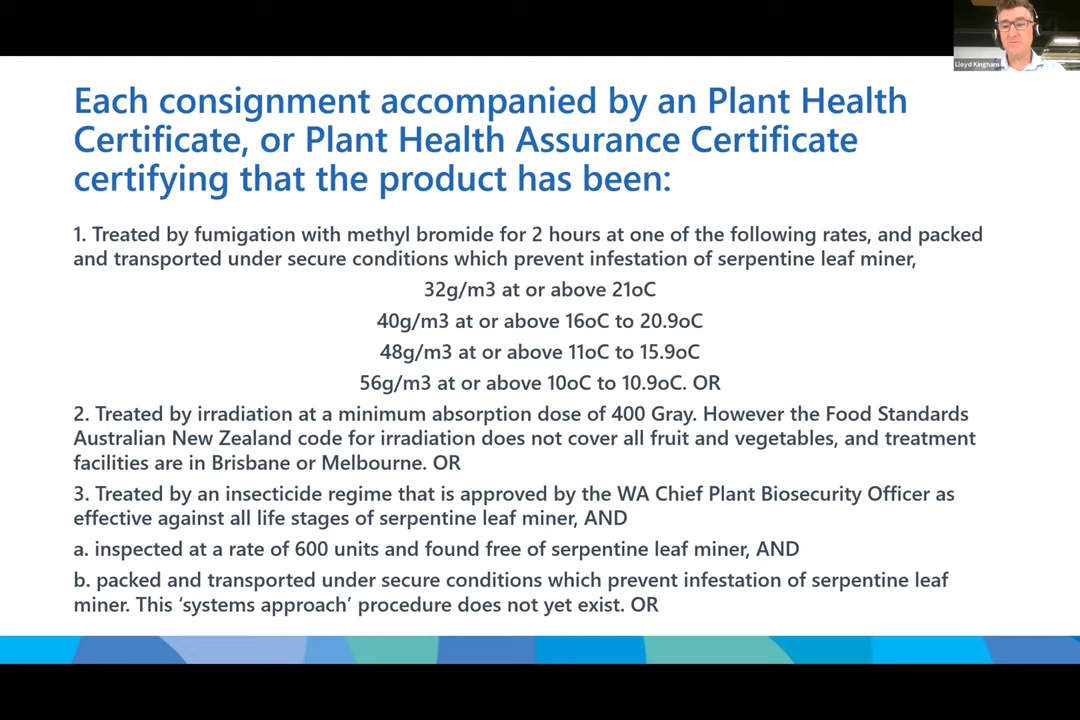 Lloyd Kingham
Each consignment accompanied by an Plant Health
Certificate, or Plant Health Assurance Certificate
certifying that the product has been:
1. Treated by fumigation with methyl bromide for 2 hours at one of the following rates, and packed
and transported under secure conditions which prevent infestation of serpentine leaf miner,
32g/m3 at or above 21oC
40g/m3 at or above 16oC to 20.9oC
48g/m3 at or above 11oC to 15.9oC
56g/m3 at or above 10oC to 10.9oC. OR
2. Treated by irradiation at a minimum absorption dose of 400 Gray. However the Food Standards
Australian New Zealand code for irradiation does not cover all fruit and vegetables, and treatment
facilities are in Brisbane or Melbourne. OR
3. Treated by an insecticide regime that is approved by the WA Chief Plant Biosecurity Officer as
effective against all life stages of serpentine leaf miner, AND
a. inspected at a rate of 600 units and found free of serpentine leaf miner, AND
b. packed and transported under secure conditions which prevent infestation of serpentine leaf
miner. This ‘systems approach’ procedure does not yet exist. OR